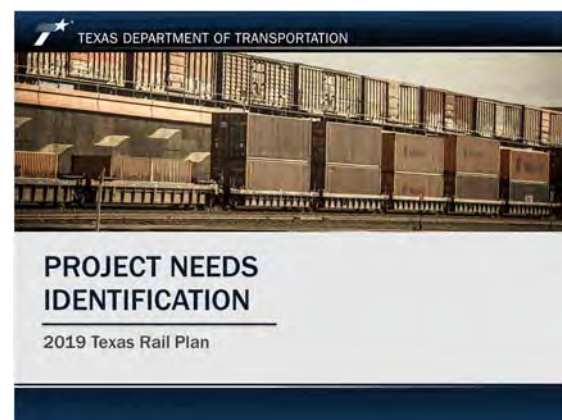 TEXAS DEPARTMENT OF TRANSPORTATION
PROJECT NEEDS
IDENTIFICATION
2019 Texas Rail Plan